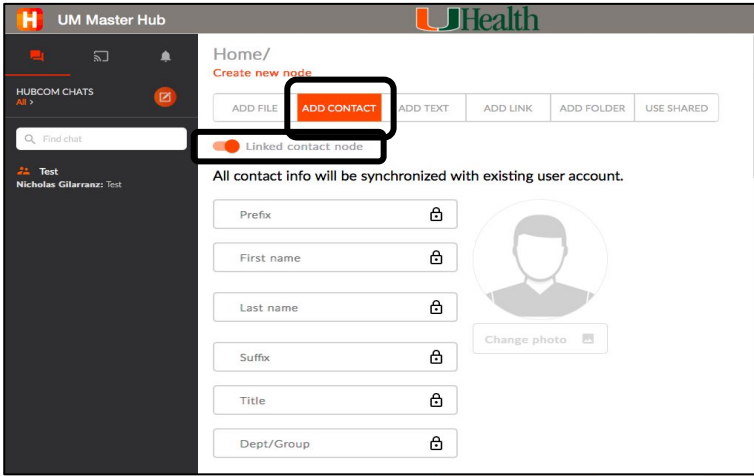 H UM Master Hub
UHealth
HUBCOM CHATS
All >
Find chat
Test
Nicholas Gilarranz: Test
Home/
Create new node
ADD FILE ADD CONTACT ADD TEXT ADD LINK ADD FOLDER USE SHARED
Linked contact node
All contact info will be synchronized with existing user account.
Prefix
First name
Last name
Suffix
Title
Dept/Group
Change photo